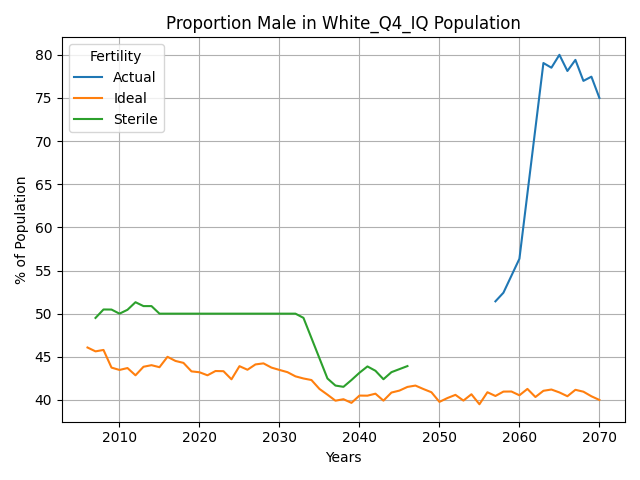 Proportion Male in White_Q4_IQ Population
% of Population
80
75
70
65
60
55
50
45
40
Fertility
Actual
Ideal
Sterile
2010 2020 2030 2040 2050 2060 2070
Years